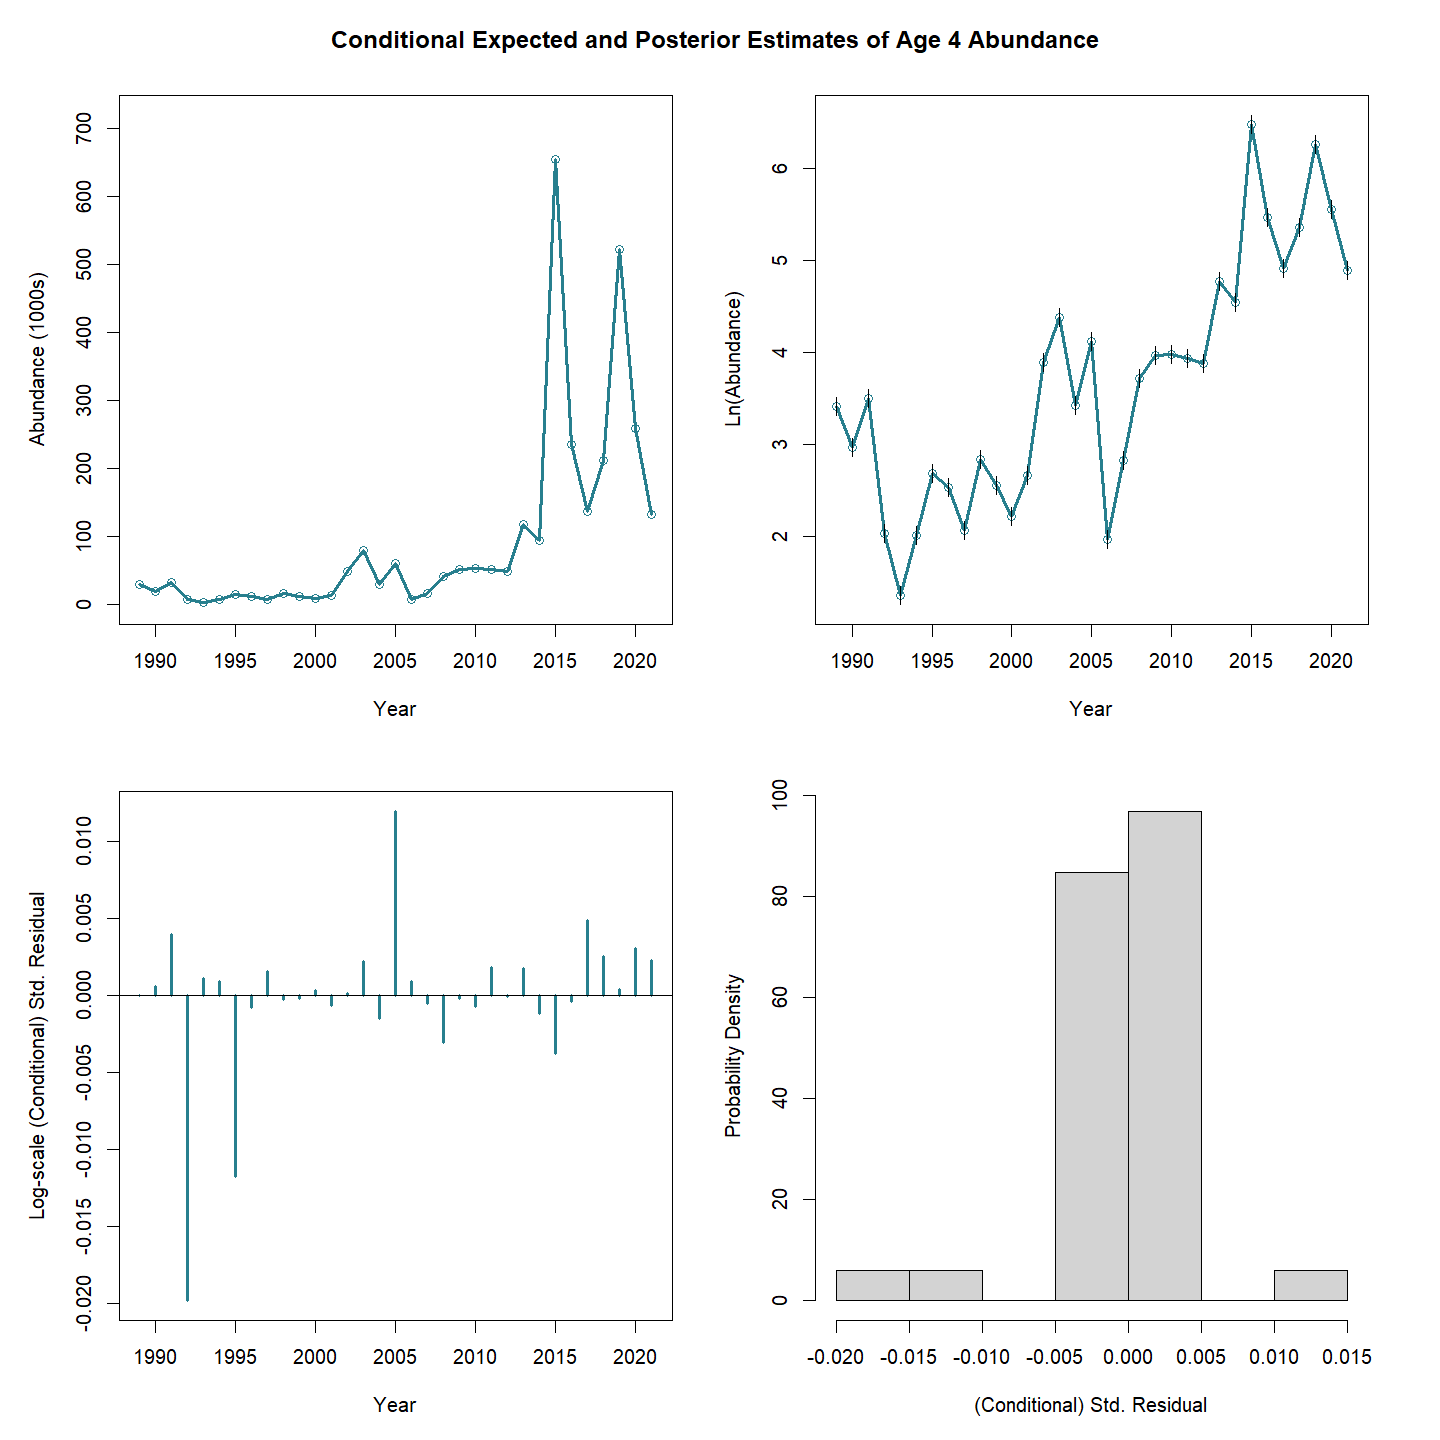 Conditional Expected and Posterior Estimates of Age 4 Abundance
Abundance (1000s)
700
600
500
400
300
200
100
0
1990 1995 2000 2005 2010 2015 2020
Year
Ln(Abundance)
6
5
4
3
2
1990 1995 2000 2005 2010 2015 2020
Year
Log-scale (Conditional) Std. Residual
0.010
0.005
0.000
-0.005
-0.010
-0.015
-0.020
1990 1995 2000 2005 2010 2015 2020
Year
Probability Density
100
80
60
40
20
0
-0.020 -0.015 -0.010 -0.005 0.000 0.005 0.010 0.015
(Conditional) Std. Residual